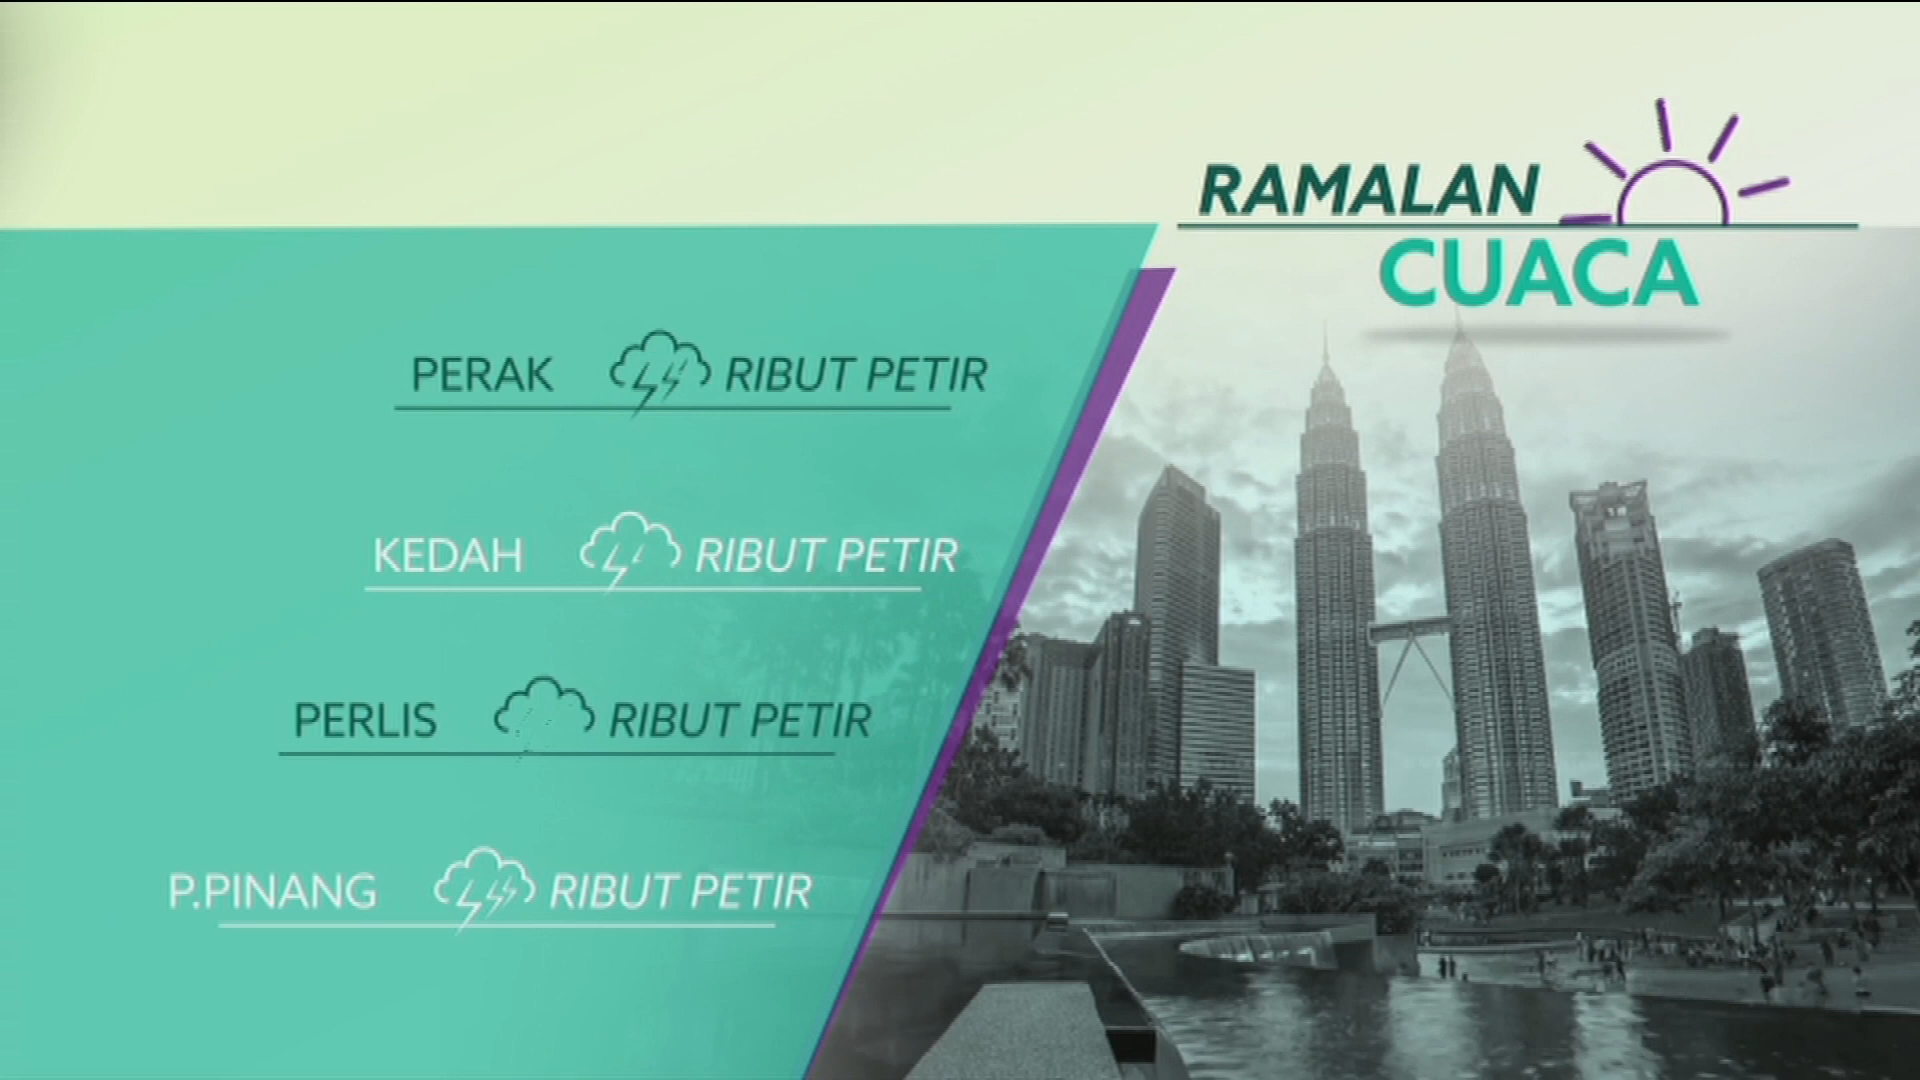 RAMALAN
CUACA
PERAK RIBUT PETIR
KEDAH RIBUT PETIR
PERLIS RIBUT PETIR
P.PINANG RIBUT PETIR